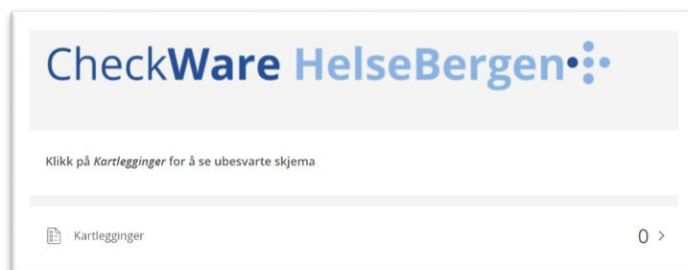 CheckWare HelseBergen
Klikk på Kartlegginger for å se ubesvarte skjema
Kartlegginger 0 >